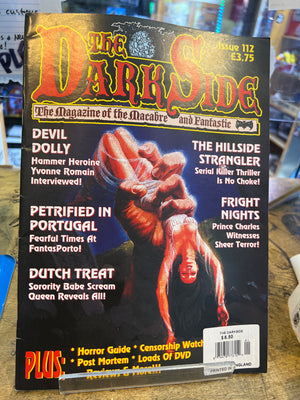 THE
DARKSIDE
Issue 112
£3.75
The Magazine of the Macabre and Fantastic
DEVIL
DOLLY
Hammer Heroine
Yvonne Romain
Interviewed!
PETRIFIED IN
PORTUGAL
Fearful Times At
FantasPorto!
DUTCH TREAT
Sorority Babe Scream
Queen Reveals All!
THE HILLSIDE
STRANGLER
Serial Killer Thriller
Is No Choke!
FRIGHT
NIGHTS
Prince Charles
Witnesses
Sheer Terror!
PLUS:
* Horror Guide * Censorship Watch
* Post Mortem * Loads Of DVD
Reviews & More!!!
THE DARKSIDE
PRINTED IN
ENGLAND